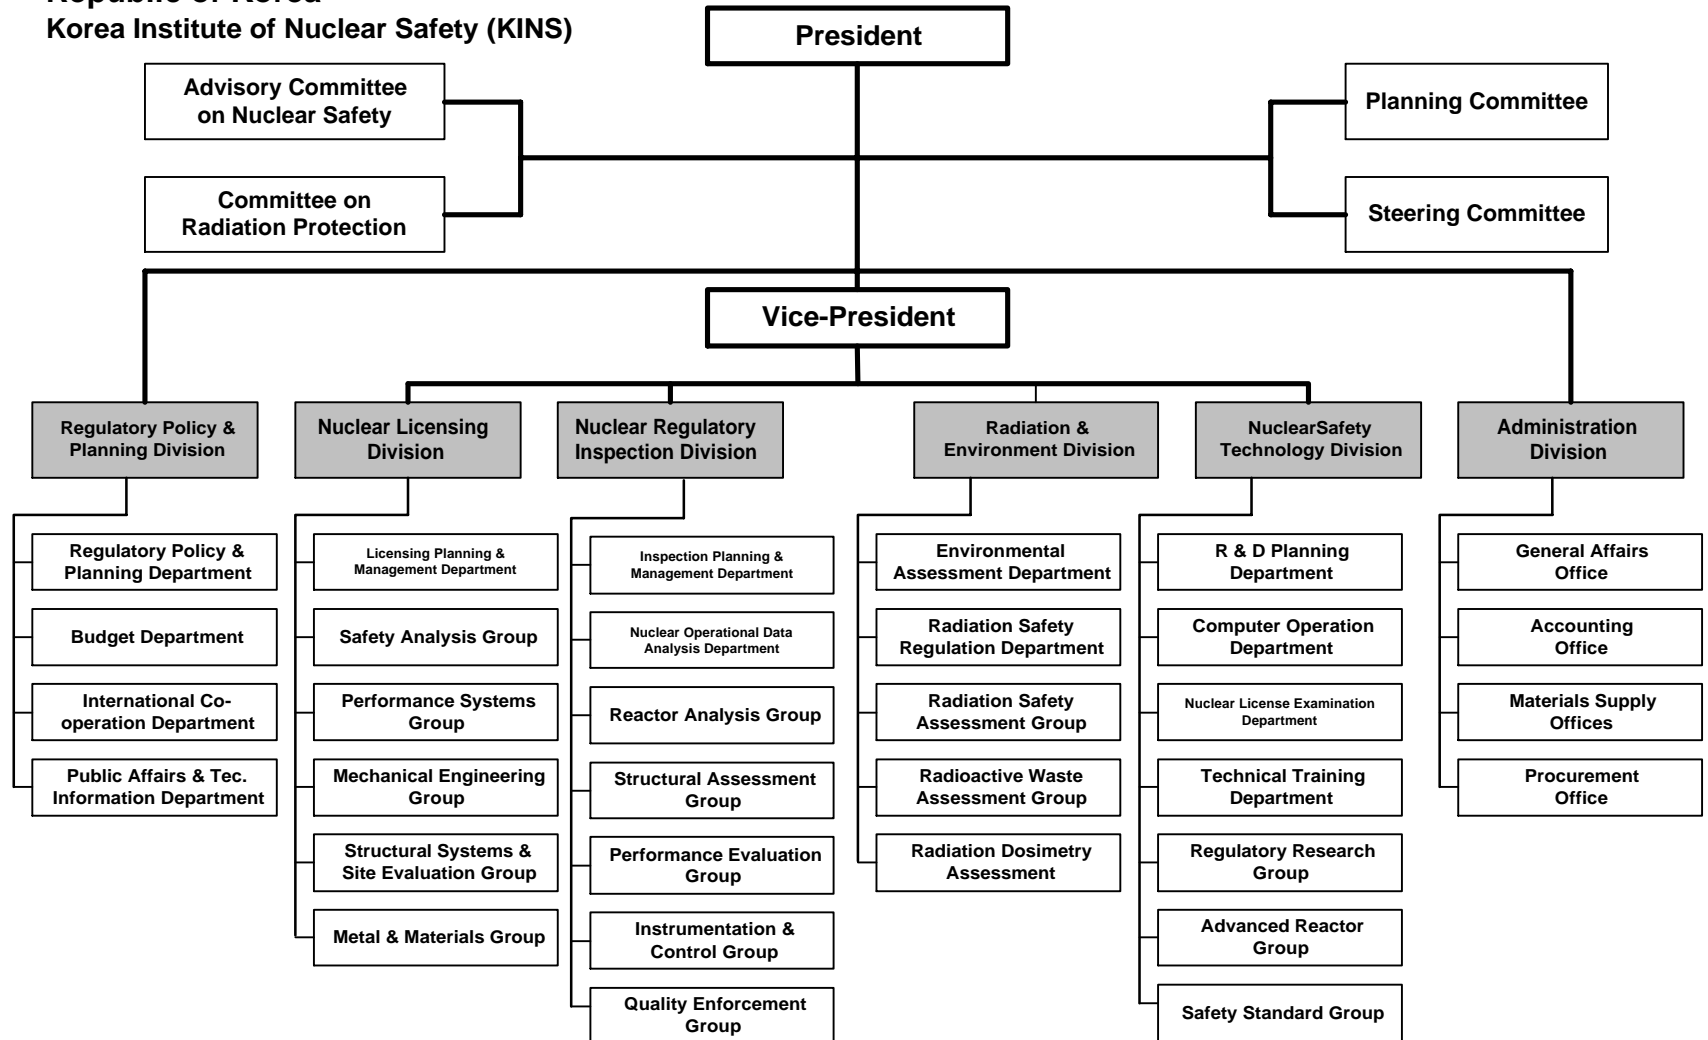 Republic of Korea
Korea Institute of Nuclear Safety (KINS)
President
Advisory Committee
on Nuclear Safety
Planning Committee
Committee on
Radiation Protection
Steering Committee
Vice-President
Regulatory Policy &
Planning Division
Nuclear Licensing
Division
Nuclear Regulatory
Inspection Division
Radiation &
Environment Division
NuclearSafety
Technology Division
Administration
Division
Regulatory Policy &
Planning Department
Budget Department
International Co-
operation Department
Public Affairs & Tec.
Information Department
Licensing Planning &
Management Department
Safety Analysis Group
Performance Systems
Group
Mechanical Engineering
Group
Structural Systems &
Site Evaluation Group
Metal & Materials Group
Inspection Planning &
Management Department
Nuclear Operational Data
Analysis Department
Reactor Analysis Group
Structural Assessment
Group
Performance Evaluation
Group
Instrumentation &
Control Group
Quality Enforcement
Group
Environmental
Assessment Department
Radiation Safety
Regulation Department
Radiation Safety
Assessment Group
Radioactive Waste
Assessment Group
Radiation Dosimetry
Assessment
R & D Planning
Department
Computer Operation
Department
Nuclear License Examination
Department
Technical Training
Department
Regulatory Research
Group
Advanced Reactor
Group
Safety Standard Group
General Affairs
Office
Accounting
Office
Materials Supply
Offices
Procurement
Office